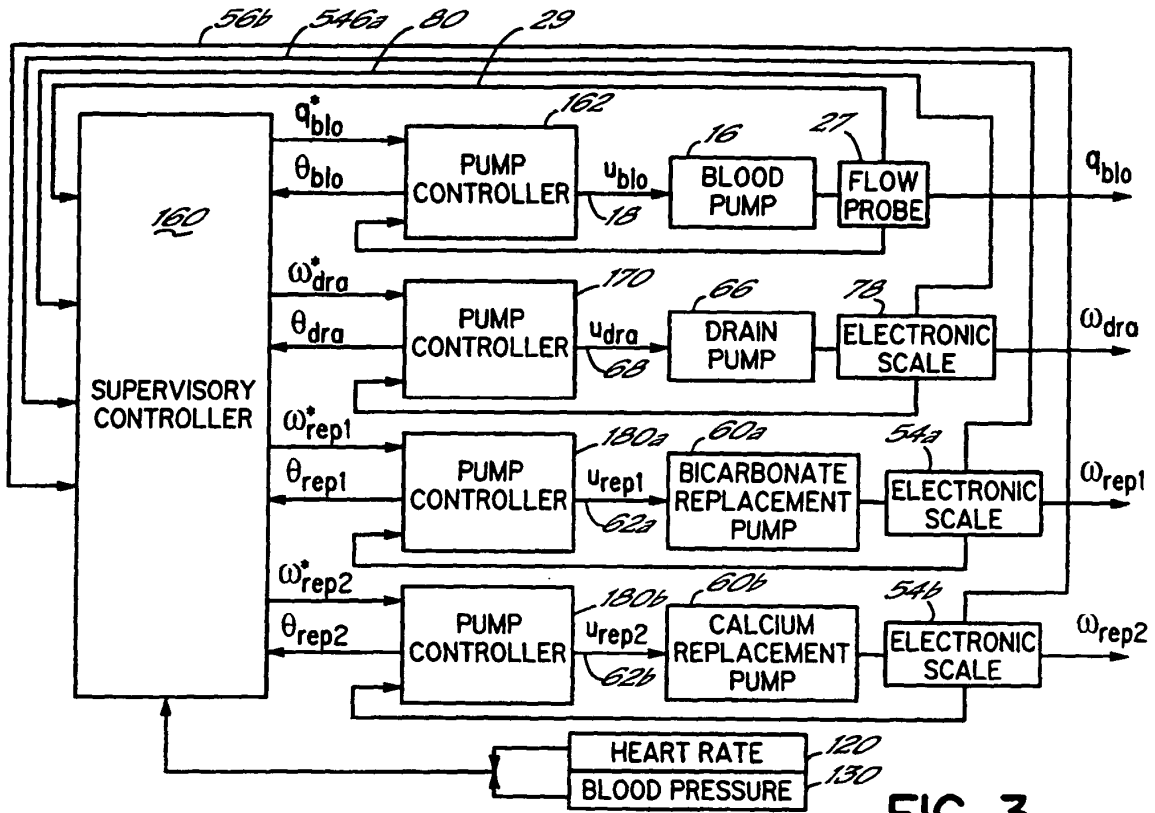 56b 546a 80 29
q*blo 162
PUMP CONTROLLER
θblo
ublo
18
16
BLOOD PUMP
27
FLOW PROBE
qblo
160
SUPERVISORY CONTROLLER
ω*dra 170
PUMP CONTROLLER
θdra
udra
68
66
DRAIN PUMP
78
ELECTRONIC SCALE
ωdra
ω*rep1 180a
PUMP CONTROLLER
θrep1
urep1
62a
60a
BICARBONATE REPLACEMENT PUMP
54a
ELECTRONIC SCALE
ωrep1
ω*rep2 180b
PUMP CONTROLLER
θrep2
urep2
62b
60b
CALCIUM REPLACEMENT PUMP
54b
ELECTRONIC SCALE
ωrep2
HEART RATE 120
BLOOD PRESSURE 130
FIG. 3